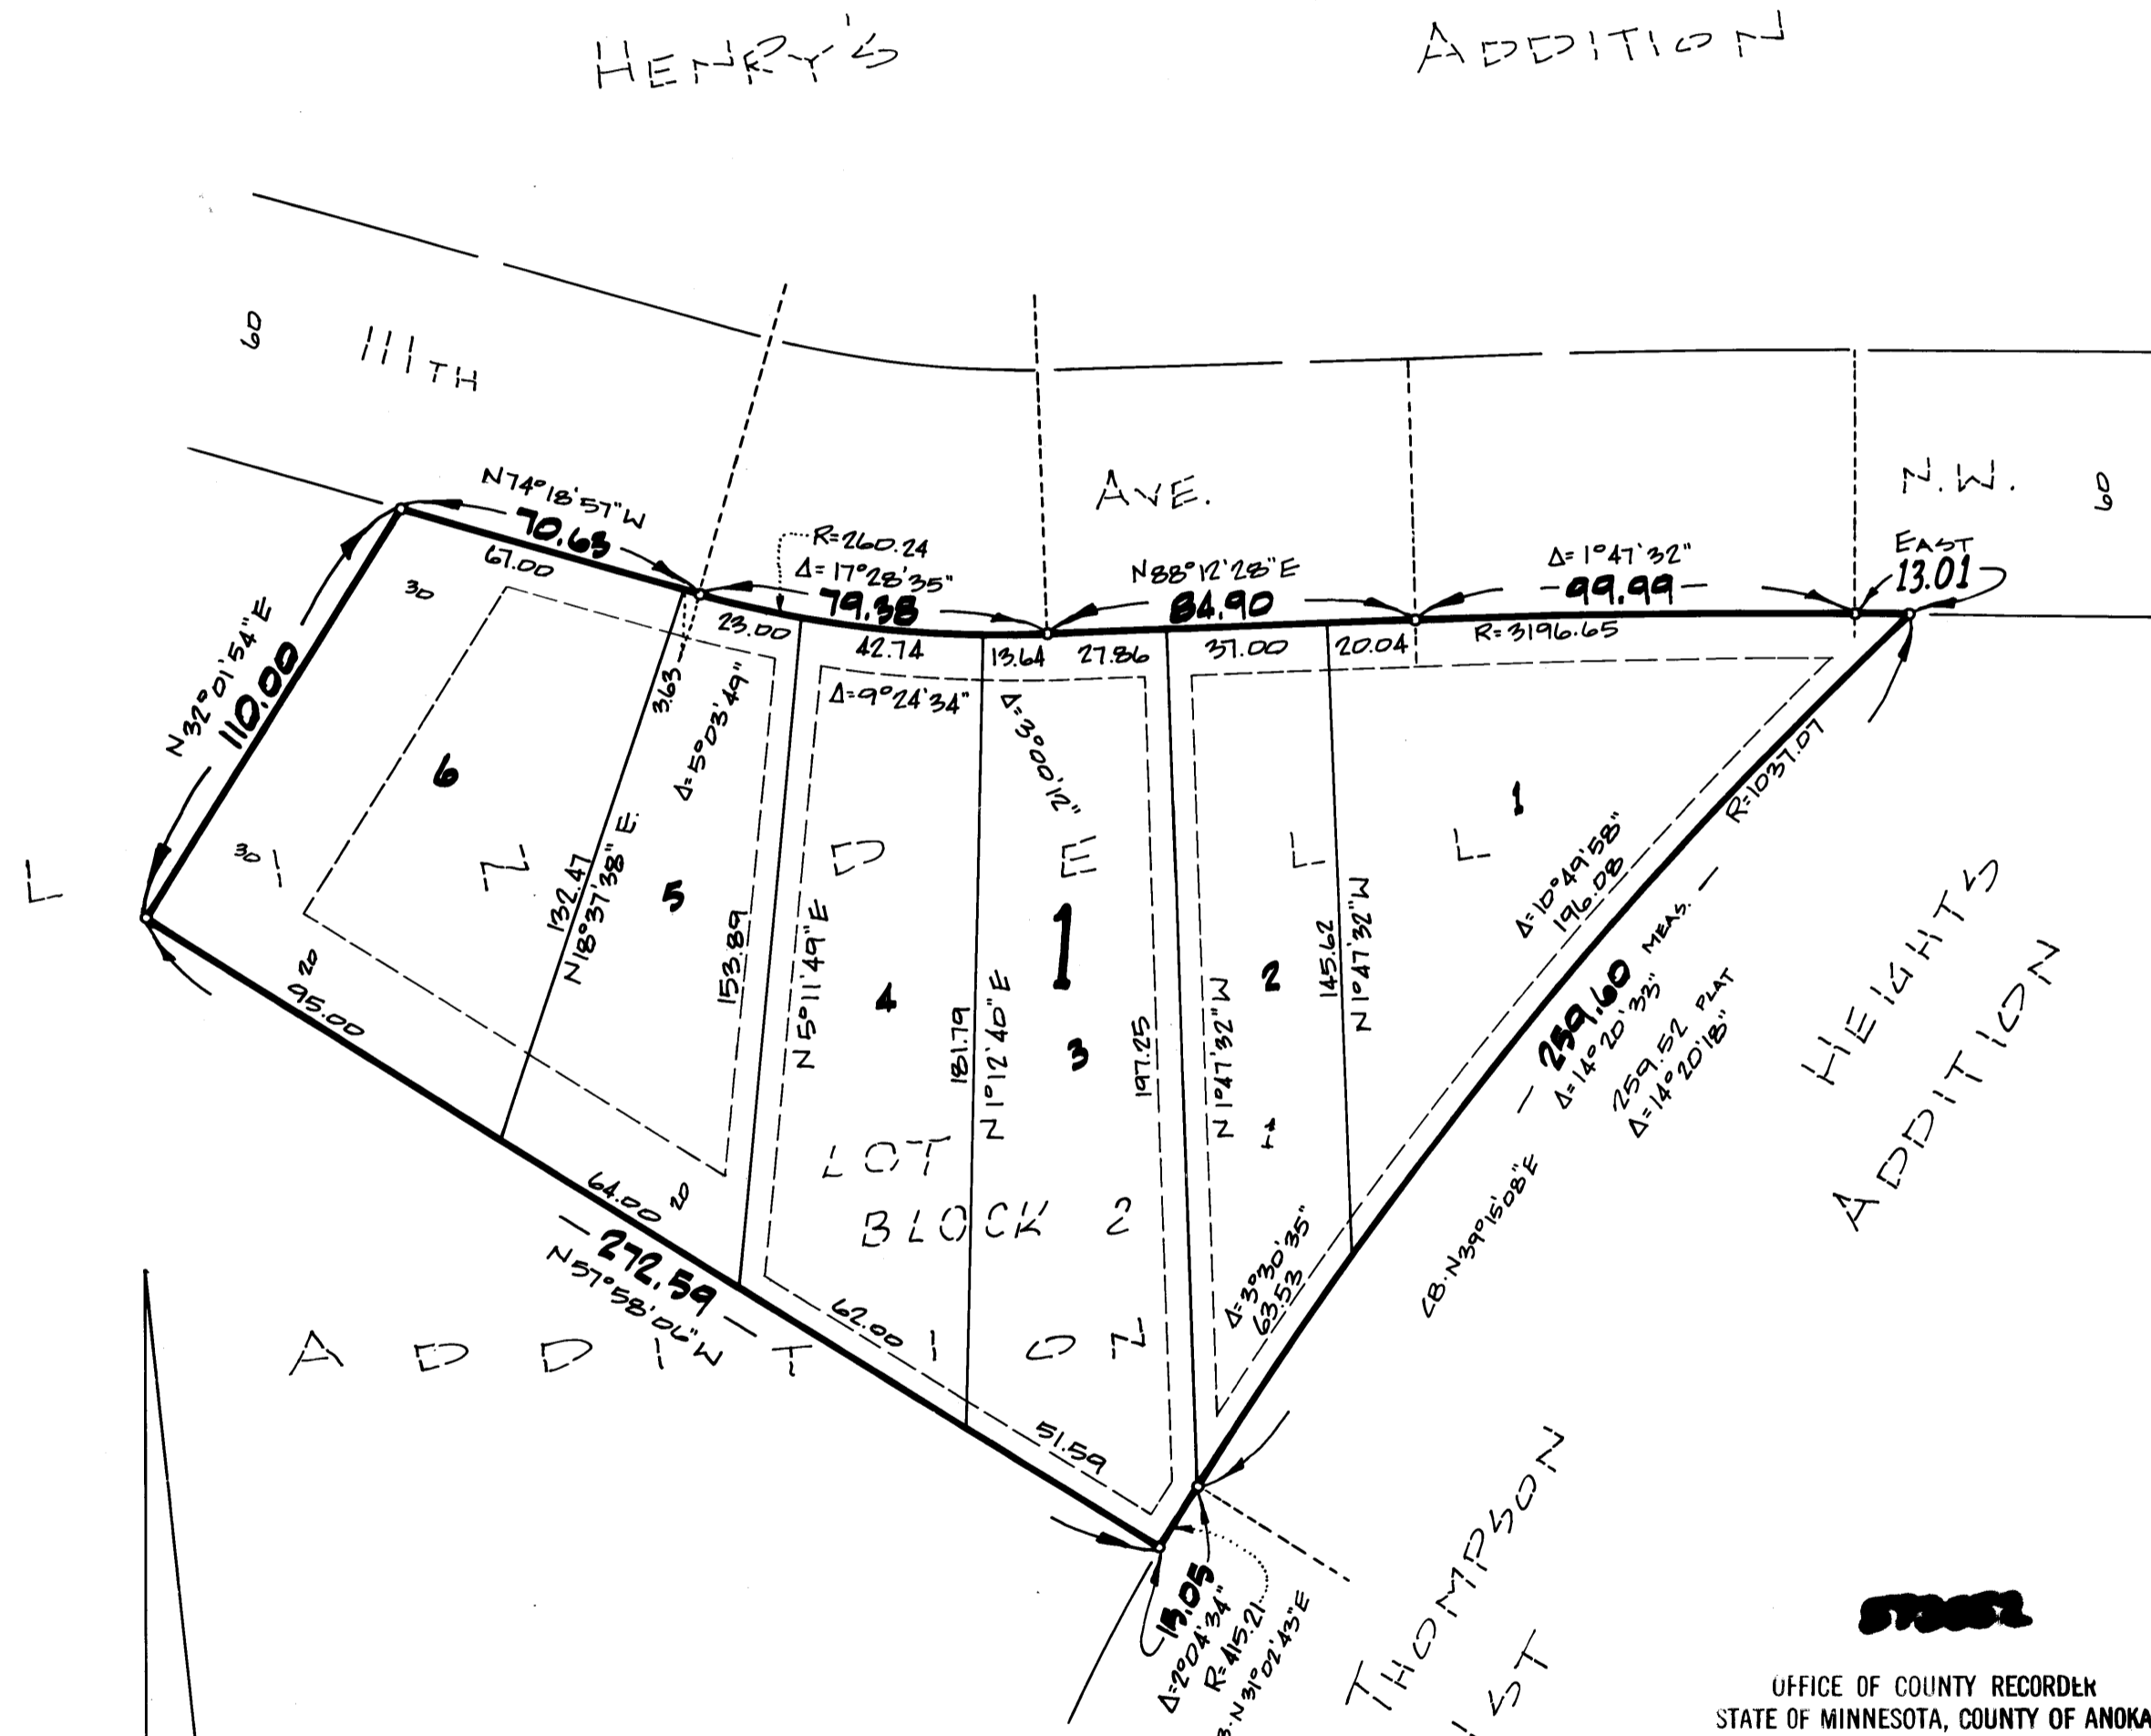 HENRY'S ADDITION
60
111TH
AVE.
N.W.
60
N74°18'57"W
70.63
67.00
R=260.24
Δ=17°28'35"
79.38
N88°12'28"E
84.90
Δ=1°47'32"
99.99
R=3196.65
EAST
13.01
23.00
42.74
13.64
27.86
37.00
20.04
30
N32°01'54"E
110.00
3.63
Δ=5°03'49"
Δ=9°24'34"
Δ=3°00'12"
6
30
5
4
1
3
2
1
L I N D E L L
132.47
N18°37'38"E.
153.89
N5°11'49"E
181.79
N1°12'40"E
197.25
N1°47'32"W
145.62
N1°47'32"W
R=1037.07
Δ=10°49'58"
196.08
259.60 MEAS.
Δ=14°20'33"
259.52 PLAT
Δ=14°20'18"
CB.N39°15'08"E
HEIGHTS
ADDITION
20
95.00
64.00
20
272.59
N57°58'06"W
LOT 1
BLOCK 2
Δ=3°30'35"
63.53
62.00
51.59
A D D I T I O N
15.05
Δ=2°04'34"
R=415.21
B.N31°02'43"E
THOMPSON
1ST
OFFICE OF COUNTY RECORDER
STATE OF MINNESOTA, COUNTY OF ANOKA